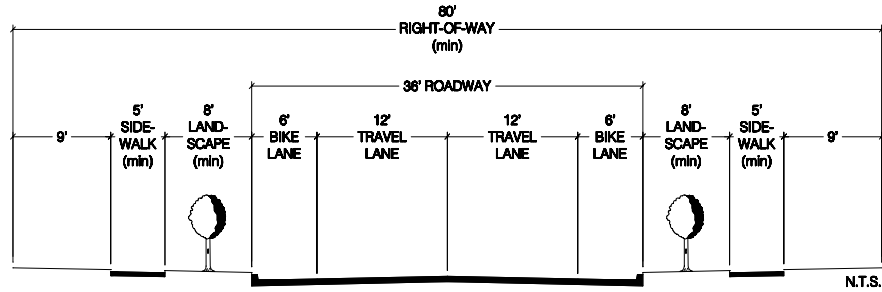 80'
RIGHT-OF-WAY
(min)
36' ROADWAY
9'
5'
SIDE-
WALK
(min)
8'
LAND-
SCAPE
(min)
6'
BIKE
LANE
12'
TRAVEL
LANE
12'
TRAVEL
LANE
6'
BIKE
LANE
8'
LAND-
SCAPE
(min)
5'
SIDE-
WALK
(min)
9'
N.T.S.